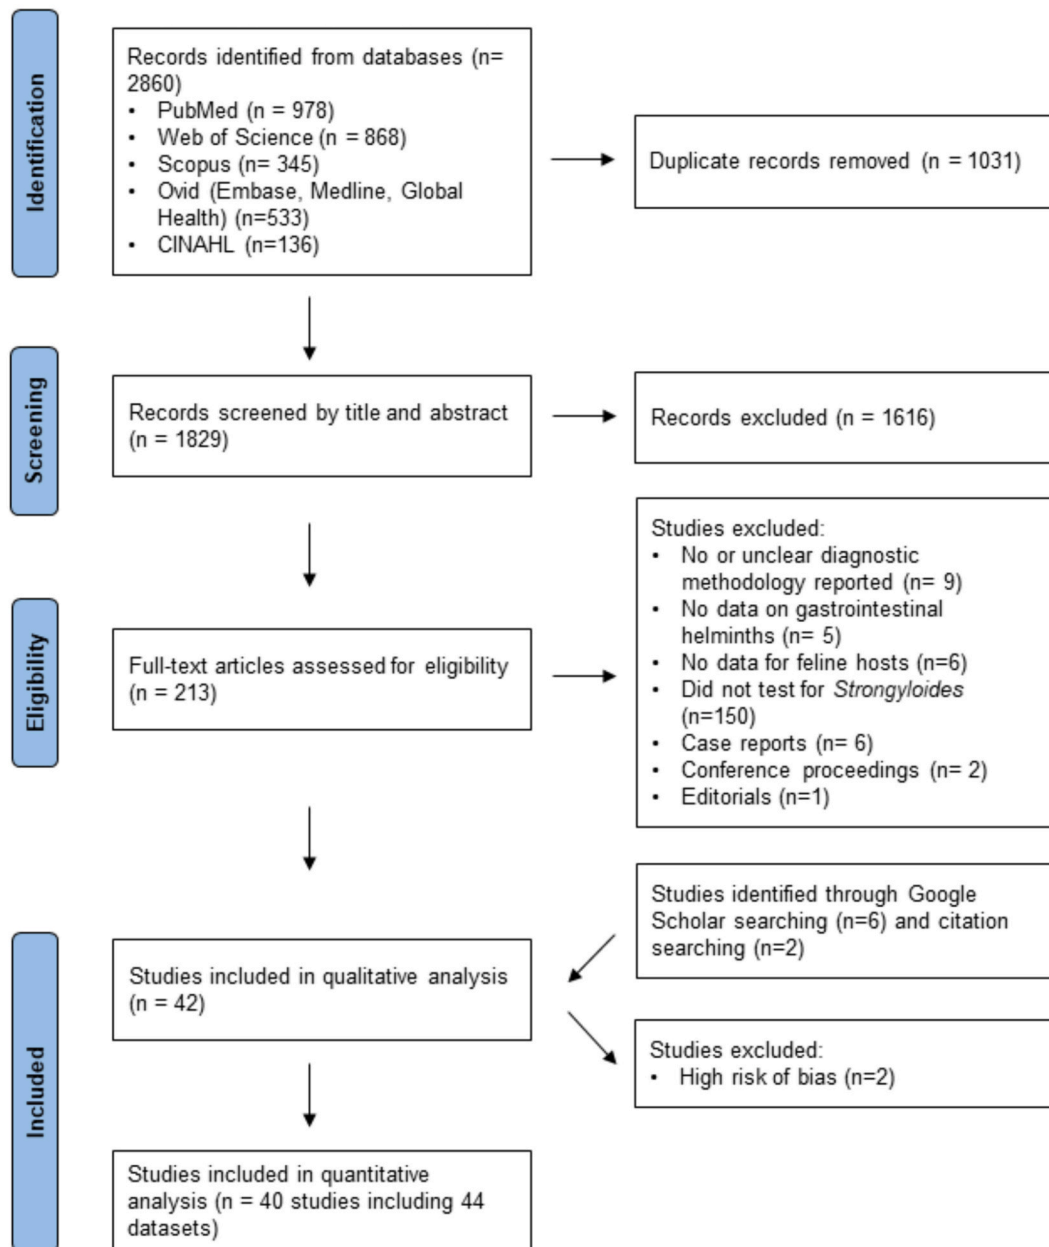 Identification
Records identified from databases (n=
2860)
• PubMed (n = 978)
• Web of Science (n = 868)
• Scopus (n= 345)
• Ovid (Embase, Medline, Global
Health) (n=533)
• CINAHL (n=136)
Duplicate records removed (n = 1031)
Screening
Records screened by title and abstract
(n = 1829)
Records excluded (n = 1616)
Eligibility
Full-text articles assessed for eligibility
(n = 213)
Studies excluded:
• No or unclear diagnostic
methodology reported (n= 9)
• No data on gastrointestinal
helminths (n= 5)
• No data for feline hosts (n=6)
• Did not test for Strongyloides
(n=150)
• Case reports (n= 6)
• Conference proceedings (n= 2)
• Editorials (n=1)
Included
Studies identified through Google
Scholar searching (n=6) and citation
searching (n=2)
Studies included in qualitative analysis
(n = 42)
Studies excluded:
• High risk of bias (n=2)
Studies included in quantitative
analysis (n = 40 studies including 44
datasets)